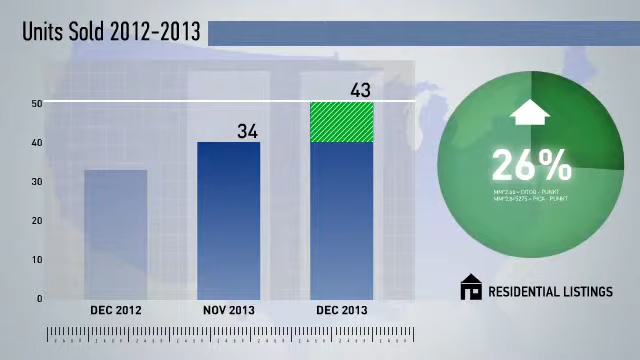 Units Sold 2012-2013
50
40
30
20
10
0
34
43
DEC 2012
NOV 2013
DEC 2013
26%
RESIDENTIAL LISTINGS